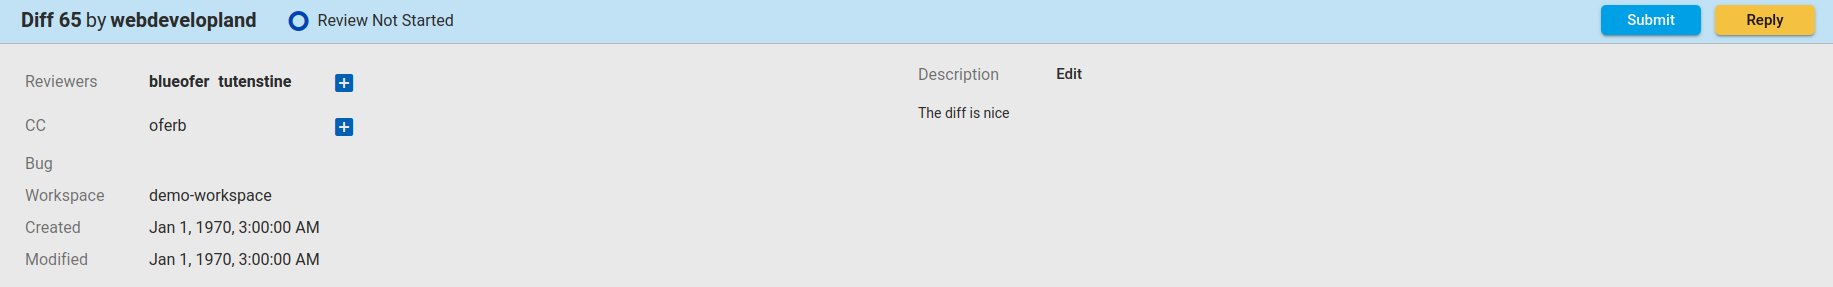 Diff 65 by webdevelopland Review Not Started Submit Reply
Reviewers blueofer tutenstine
CC oferb
Bug
Workspace demo-workspace
Created Jan 1, 1970, 3:00:00 AM
Modified Jan 1, 1970, 3:00:00 AM
Description Edit
The diff is nice